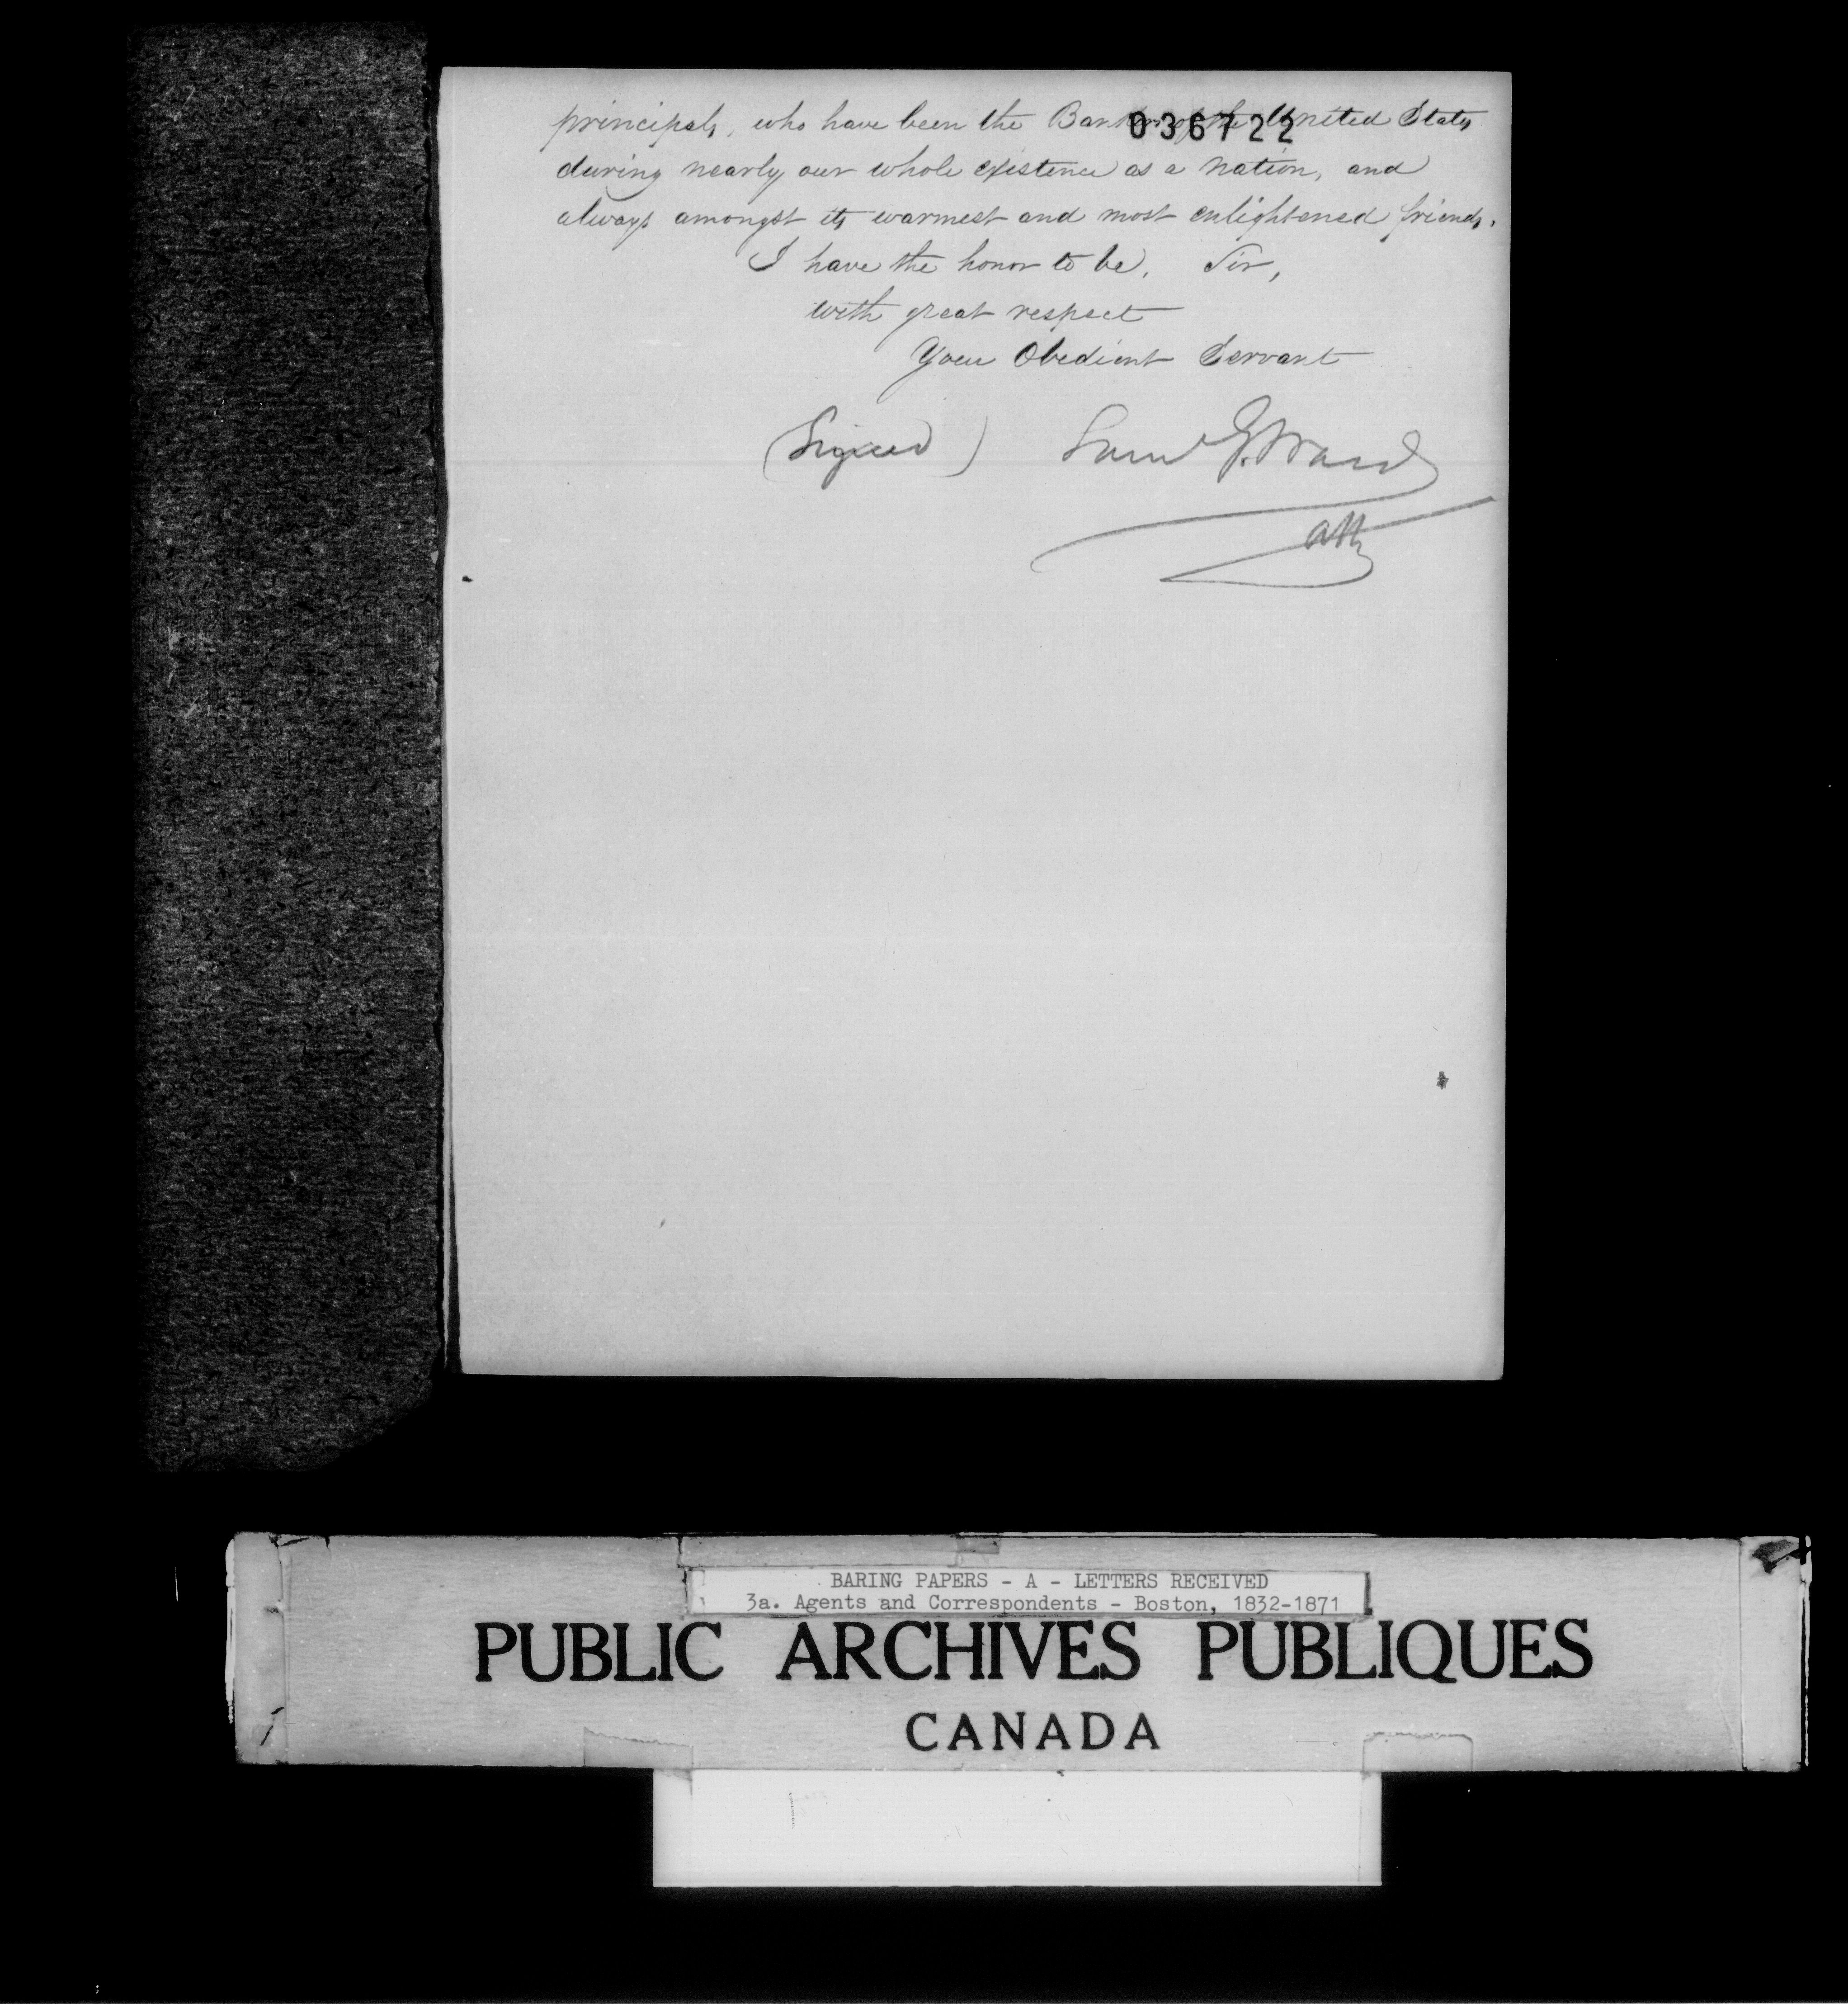 principals, who have been the Bankers of the United States
036722
during nearly our whole existence as a nation, and
always amongst its warmest and most enlightened friends.
I have the honor to be, Sir,
with great respect
Your Obedient Servant
(Signed) Saml G. Ward
atty
BARING PAPERS - A - LETTERS RECEIVED
3a. Agents and Correspondents - Boston, 1832-1871
PUBLIC ARCHIVES PUBLIQUES
CANADA